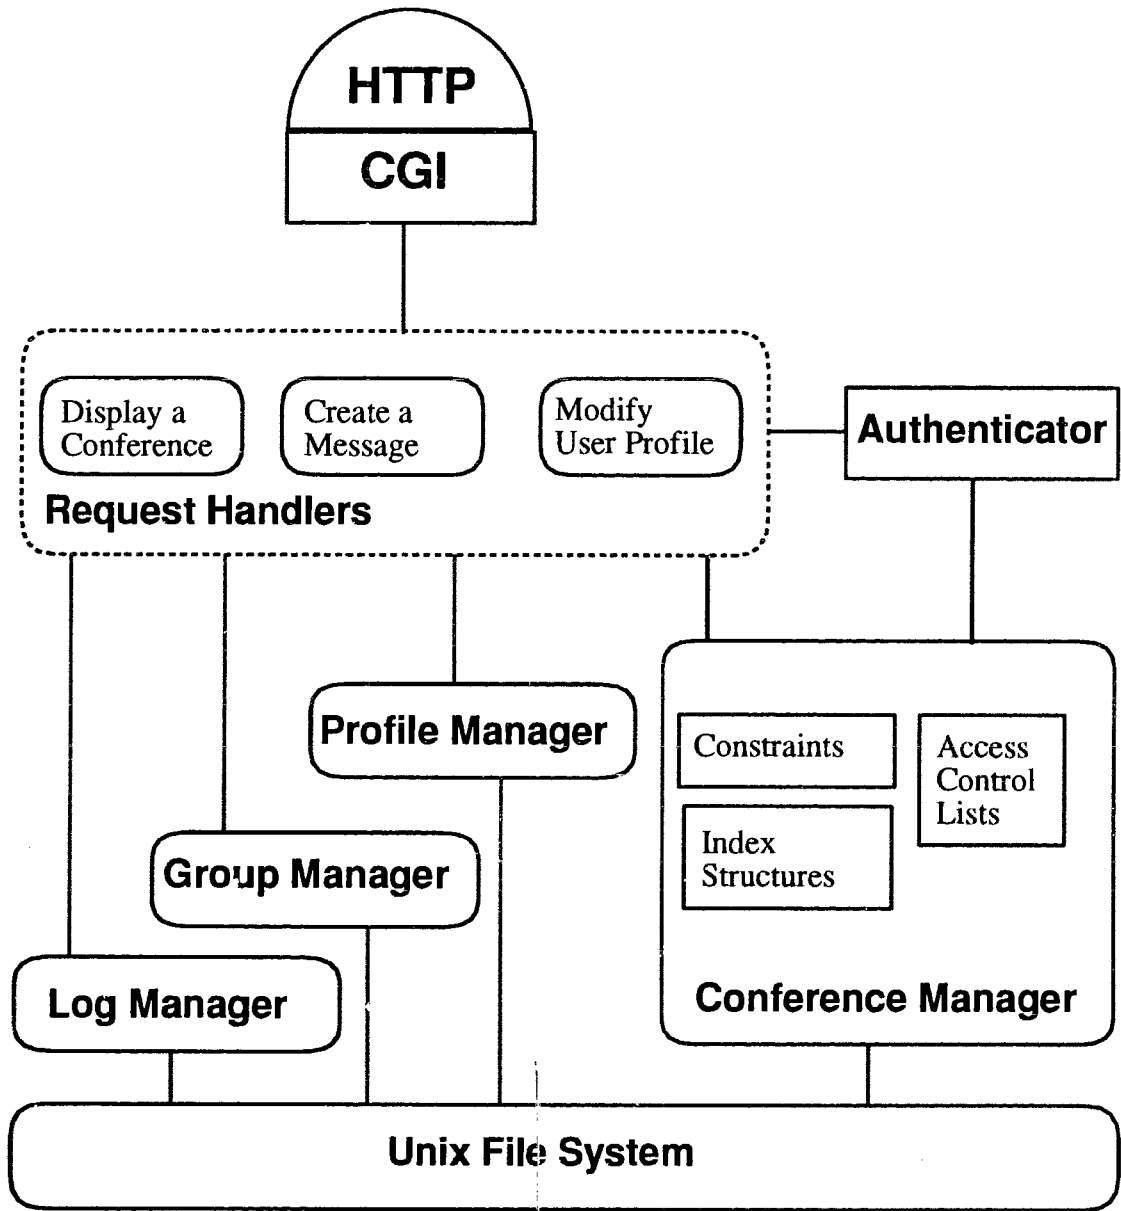 HTTP
CGI
Display a
Conference
Create a
Message
Modify
User Profile
Request Handlers
Authenticator
Profile Manager
Constraints
Access
Control
Lists
Index
Structures
Group Manager
Log Manager
Conference Manager
Unix File System